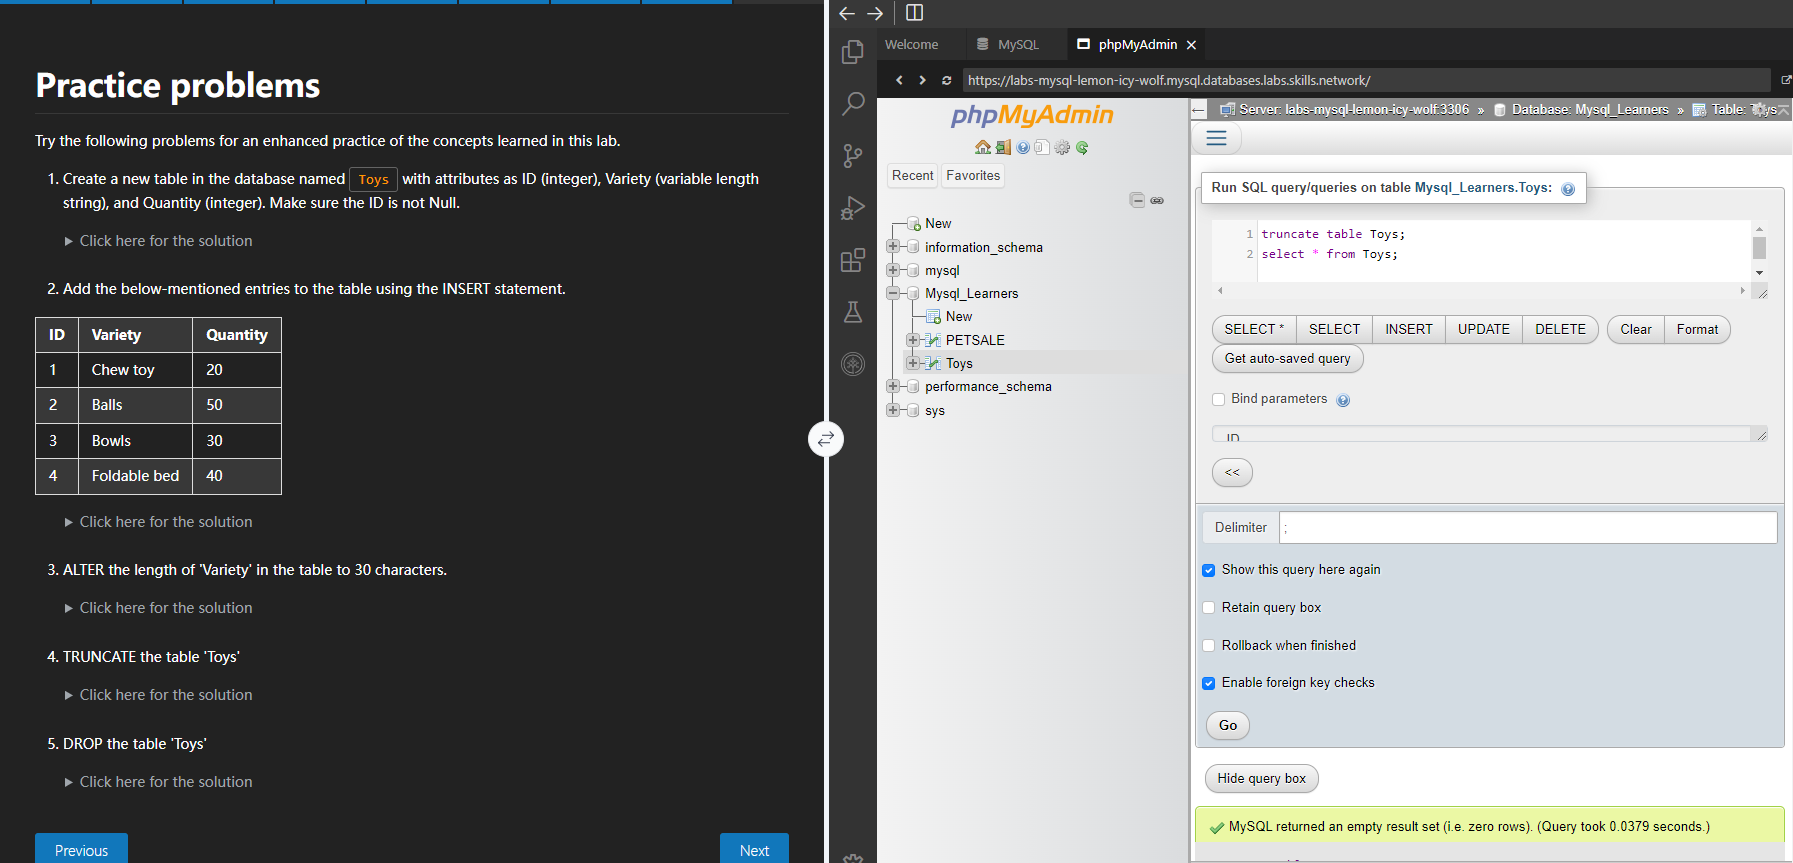 Practice problems
Try the following problems for an enhanced practice of the concepts learned in this lab.
1. Create a new table in the database named Toys with attributes as ID (integer), Variety (variable length
string), and Quantity (integer). Make sure the ID is not Null.
Click here for the solution
2. Add the below-mentioned entries to the table using the INSERT statement.
ID Variety Quantity
1 Chew toy 20
2 Balls 50
3 Bowls 30
4 Foldable bed 40
Click here for the solution
3. ALTER the length of 'Variety' in the table to 30 characters.
Click here for the solution
4. TRUNCATE the table 'Toys'
Click here for the solution
5. DROP the table 'Toys'
Click here for the solution
Previous
Next
Welcome
MySQL
phpMyAdmin
https://labs-mysql-lemon-icy-wolf.mysql.databases.labs.skills.network/
phpMyAdmin
Recent
Favorites
New
information_schema
mysql
Mysql_Learners
New
PETSALE
Toys
performance_schema
sys
Server: labs-mysql-lemon-icy-wolf:3306 » Database: Mysql_Learners » Table: Toys
Run SQL query/queries on table Mysql_Learners.Toys:
1 truncate table Toys;
2 select * from Toys;
SELECT * SELECT INSERT UPDATE DELETE Clear Format
Get auto-saved query
Bind parameters
ID
<<
Delimiter ;
Show this query here again
Retain query box
Rollback when finished
Enable foreign key checks
Go
Hide query box
MySQL returned an empty result set (i.e. zero rows). (Query took 0.0379 seconds.)